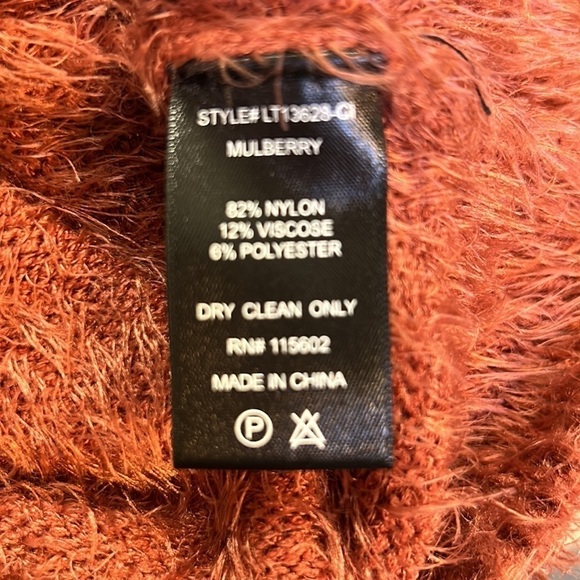 STYLE# LT13628-CI
MULBERRY
82% NYLON
12% VISCOSE
6% POLYESTER
DRY CLEAN ONLY
RN# 115602
MADE IN CHINA
P